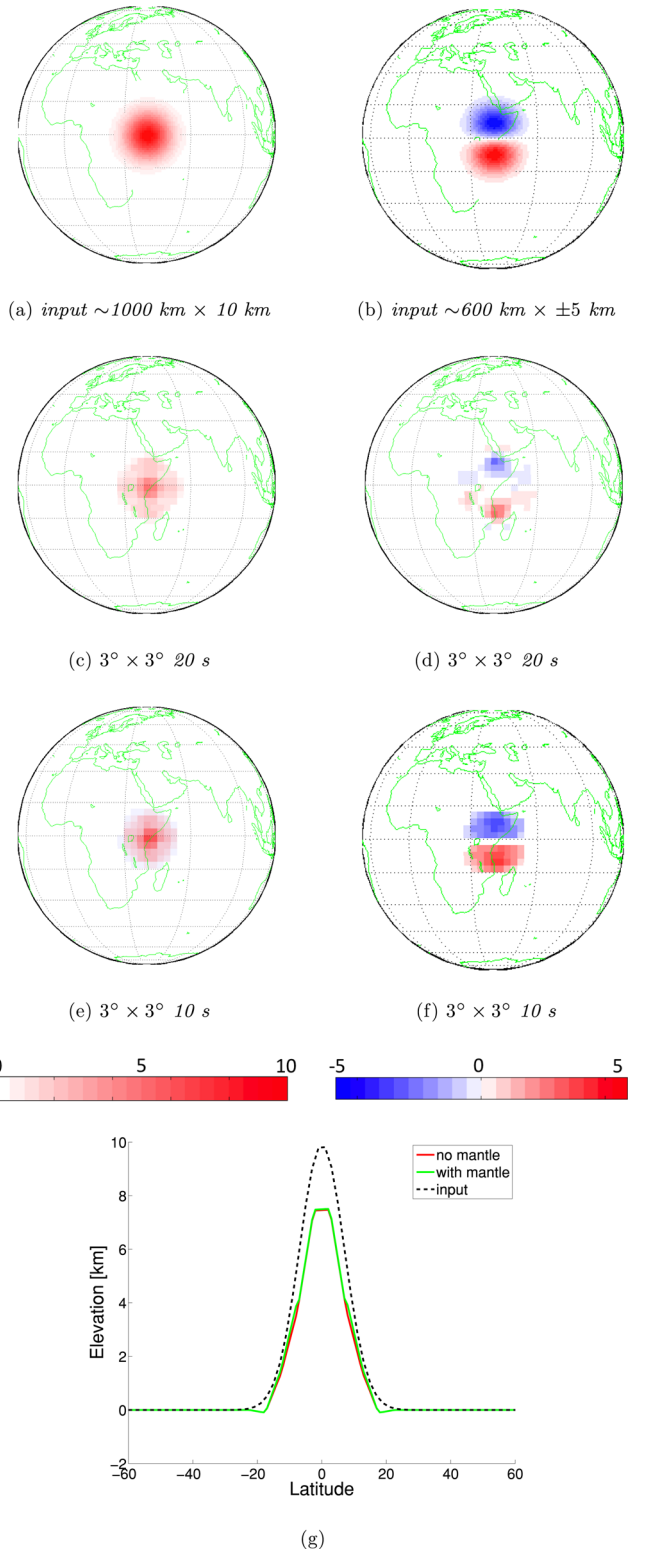 (a) input ~1000 km × 10 km
(b) input ~600 km × ±5 km
(c) 3° × 3° 20 s
(d) 3° × 3° 20 s
(e) 3° × 3° 10 s
(f) 3° × 3° 10 s
0 5 10
-5 0 5
10
8
6
4
2
0
−2
Elevation [km]
no mantle
with mantle
input
−60 −40 −20 0 20 40 60
Latitude
(g)